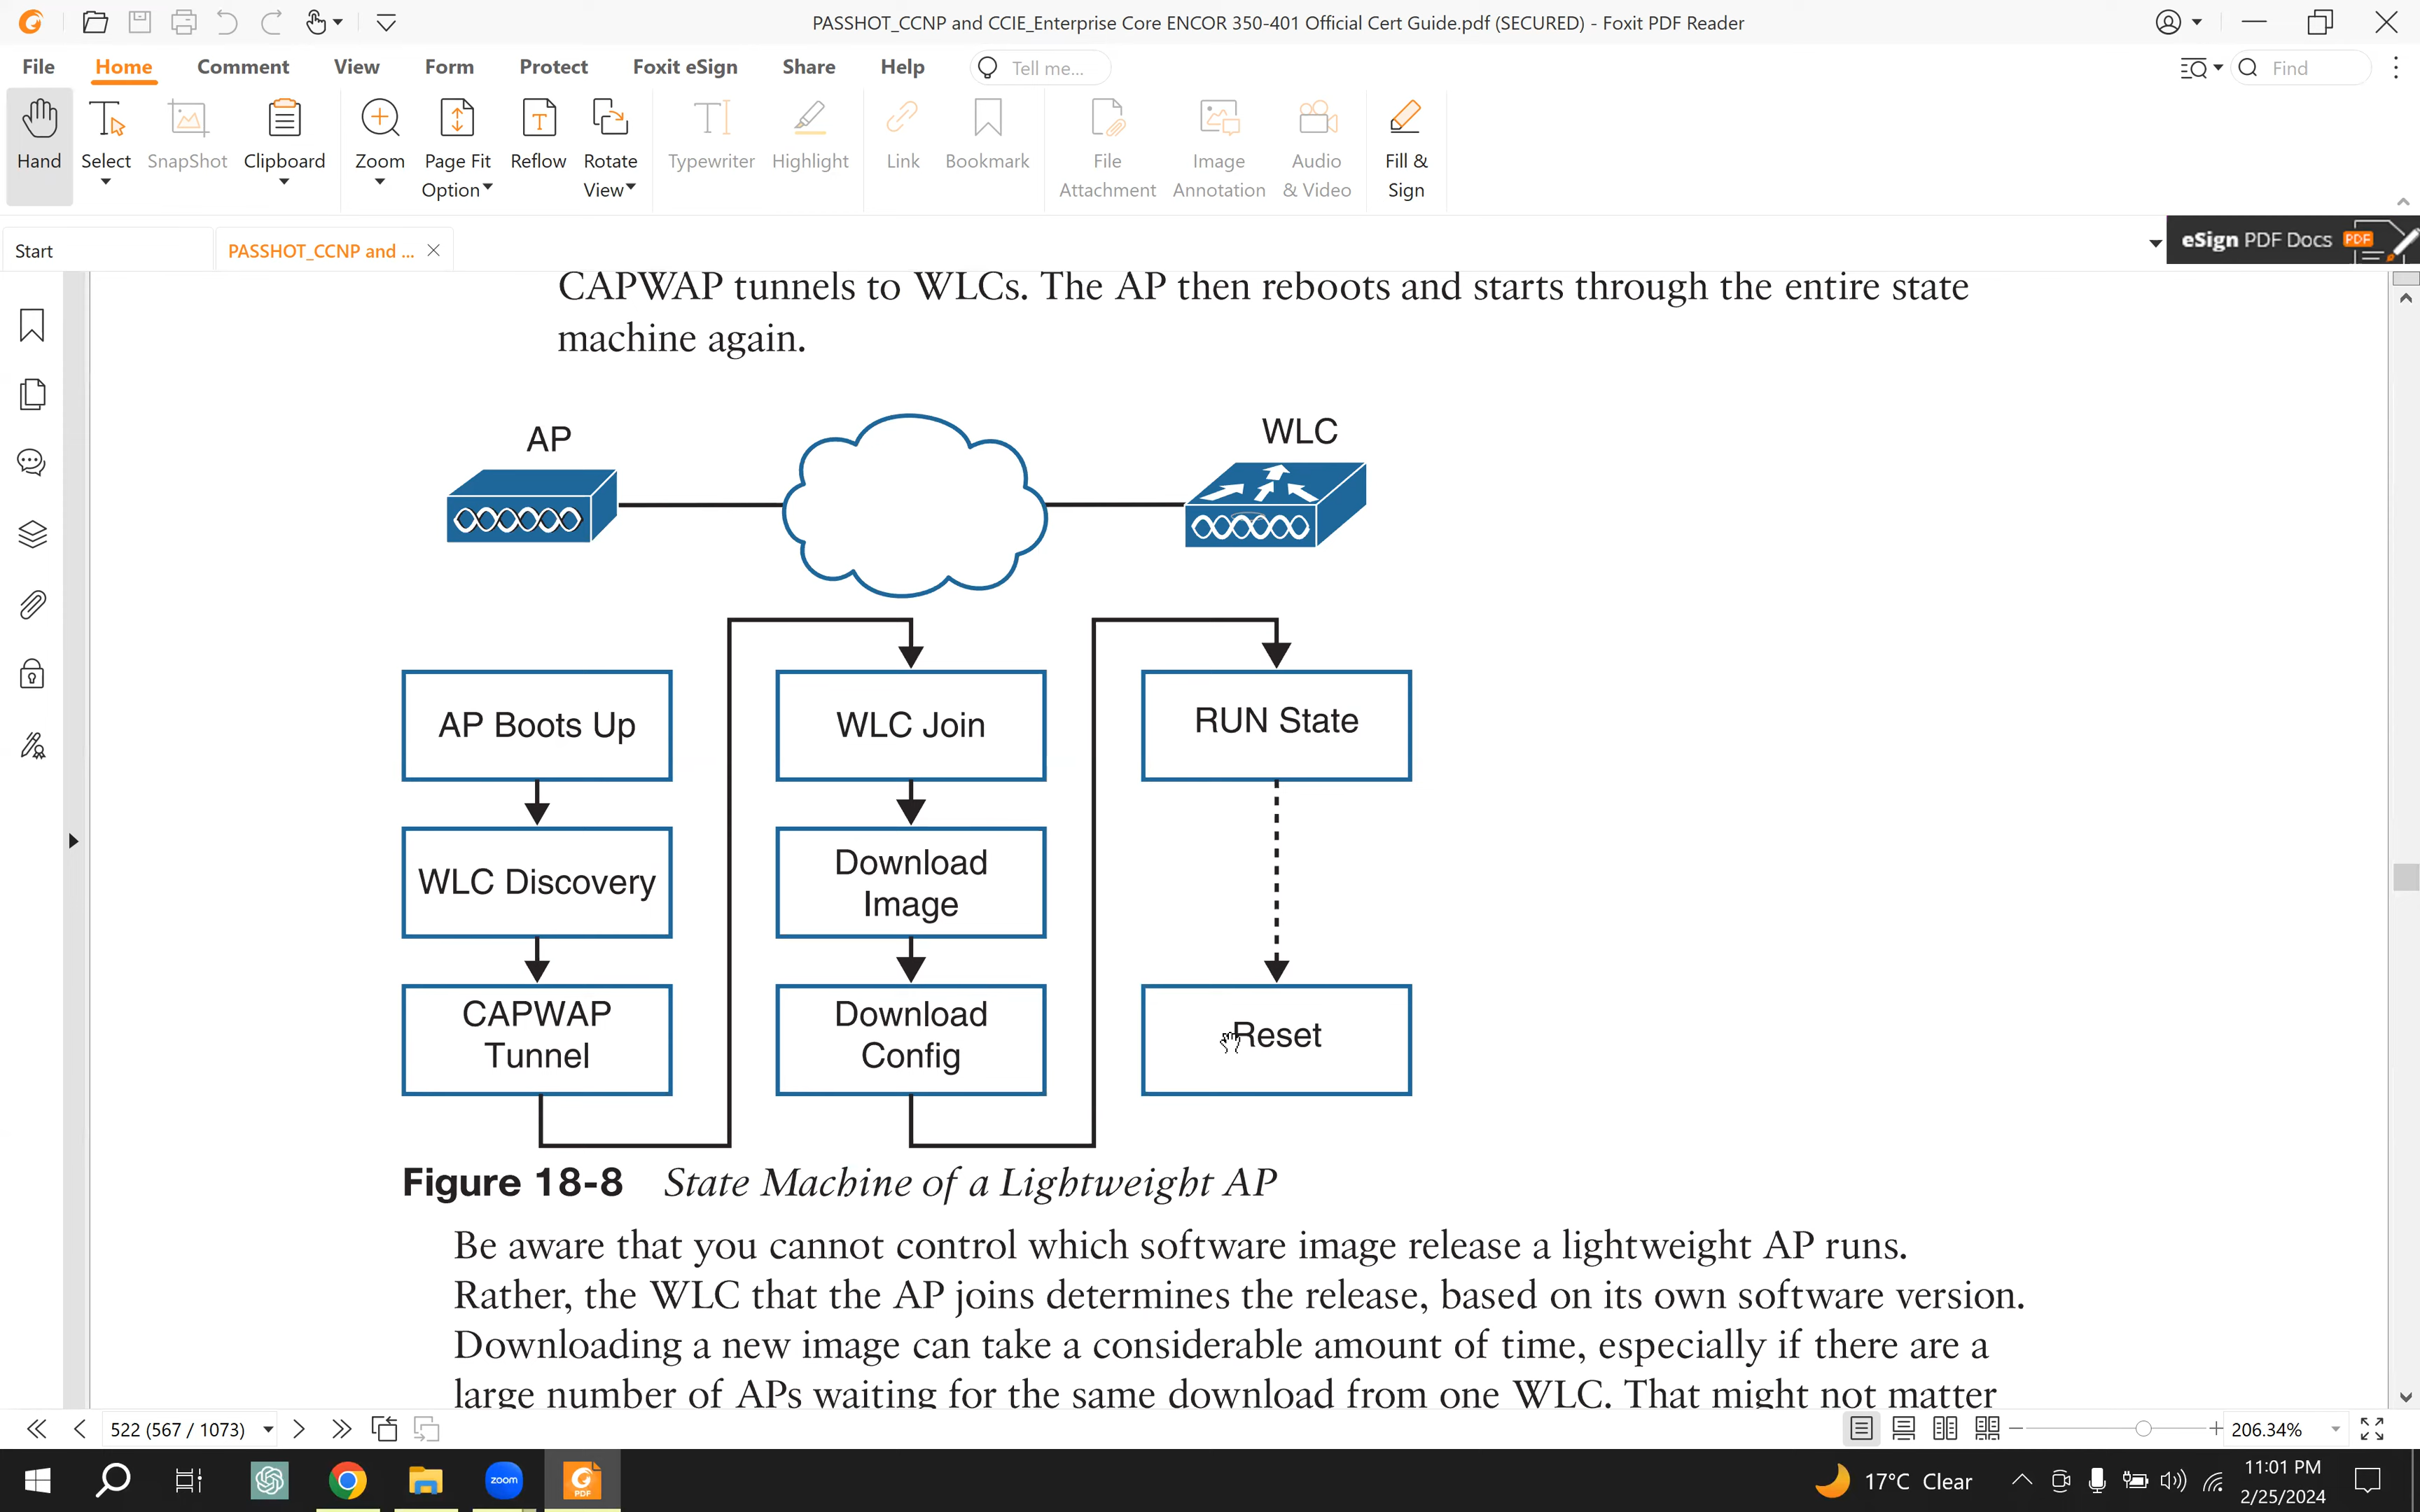 PASSHOT_CCNP and CCIE_Enterprise Core ENCOR 350-401 Official Cert Guide.pdf (SECURED) - Foxit PDF Reader
File Home Comment View Form Protect Foxit eSign Share Help Tell me... Find
Hand Select SnapShot Clipboard Zoom Page Fit Option Reflow Rotate View Typewriter Highlight Link Bookmark File Attachment Image Annotation Audio & Video Fill & Sign
Start PASSHOT_CCNP and ... eSign PDF Docs PDF
CAPWAP tunnels to WLCs. The AP then reboots and starts through the entire state
machine again.
AP
WLC
AP Boots Up
WLC Discovery
CAPWAP
Tunnel
WLC Join
Download
Image
Download
Config
RUN State
Reset
Figure 18-8 State Machine of a Lightweight AP
Be aware that you cannot control which software image release a lightweight AP runs.
Rather, the WLC that the AP joins determines the release, based on its own software version.
Downloading a new image can take a considerable amount of time, especially if there are a
large number of APs waiting for the same download from one WLC. That might not matter
522 (567 / 1073) 206.34%
zoom PDF 17°C Clear 11:01 PM
2/25/2024